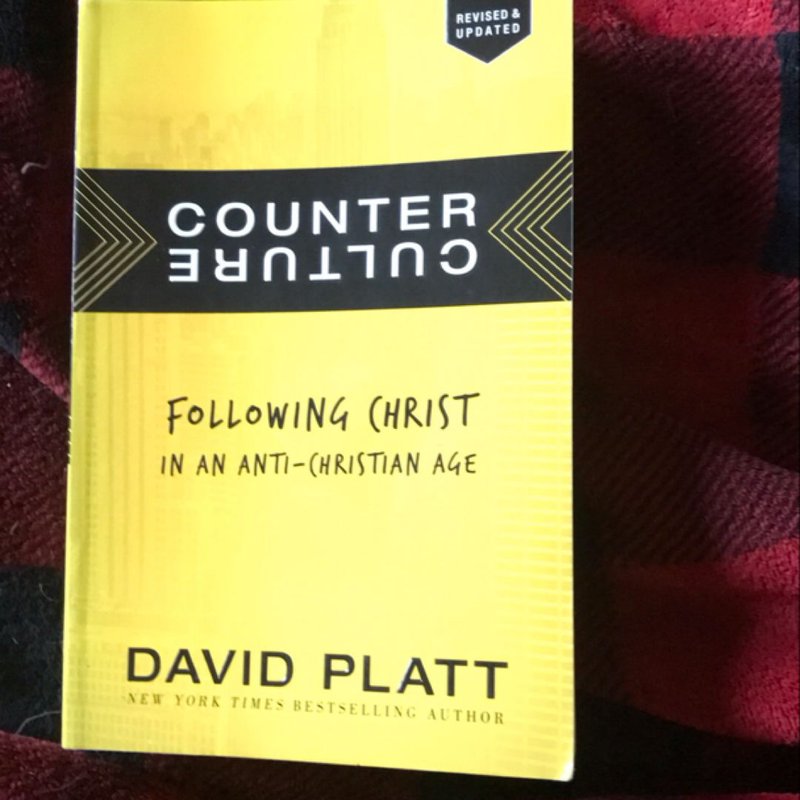 REVISED &
UPDATED
COUNTER
CULTURE
FOLLOWING CHRIST
IN AN ANTI-CHRISTIAN AGE
DAVID PLATT
NEW YORK TIMES BESTSELLING AUTHOR